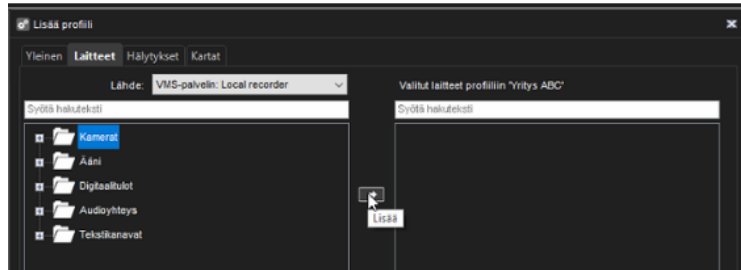 Lisää profiili
Yleinen Laitteet Hälytykset Kartat
Lähde: VMS-palvelin: Local recorder
Valitut laitteet profiiliin "Yritys ABC"
Syötä hakuteksti
Syötä hakuteksti
Kamerat
Ääni
Digitaalitulot
Audioyhteys
Tekstikanavat
Lisää